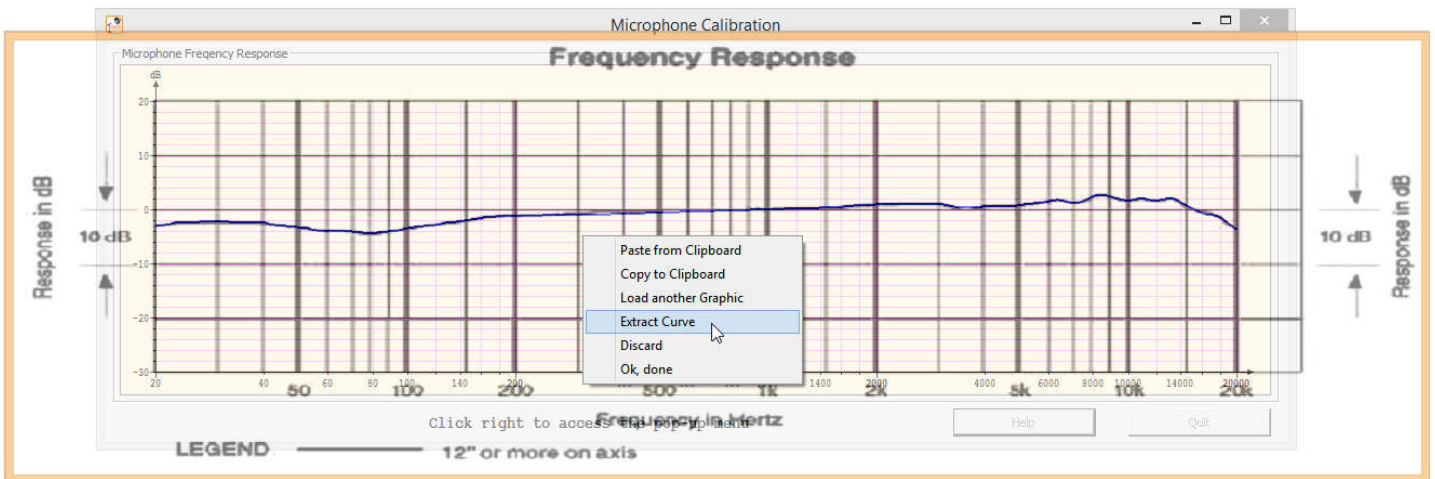 Microphone Calibration
Microphone Freqency Response
Frequency Response
dB
20
10
0
-10
-20
-30
Response in dB
10 dB
Response in dB
10 dB
Paste from Clipboard
Copy to Clipboard
Load another Graphic
Extract Curve
Discard
Ok, done
20 40 60 80 100 140 200 1400 2000 4000 6000 8000 10000 14000 20000
50 100 200 500 1k 2k 5k 10k 20k
Click right to access the pop-up menu
Frequency in Hertz
Help
Quit
LEGEND 12" or more on axis